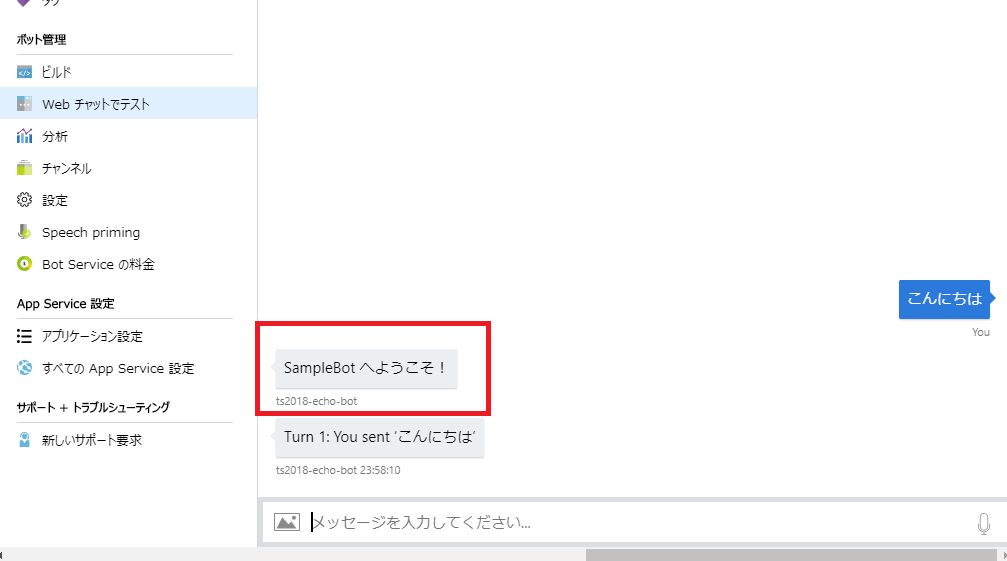 タグ
ボット管理
ビルド
Web チャットでテスト
分析
チャンネル
設定
Speech priming
Bot Service の料金
App Service 設定
アプリケーション設定
すべての App Service 設定
サポート + トラブルシューティング
新しいサポート要求
こんにちは
You
SampleBot へようこそ！
ts2018-echo-bot
Turn 1: You sent ‘こんにちは’
ts2018-echo-bot 23:58:10
メッセージを入力してください...